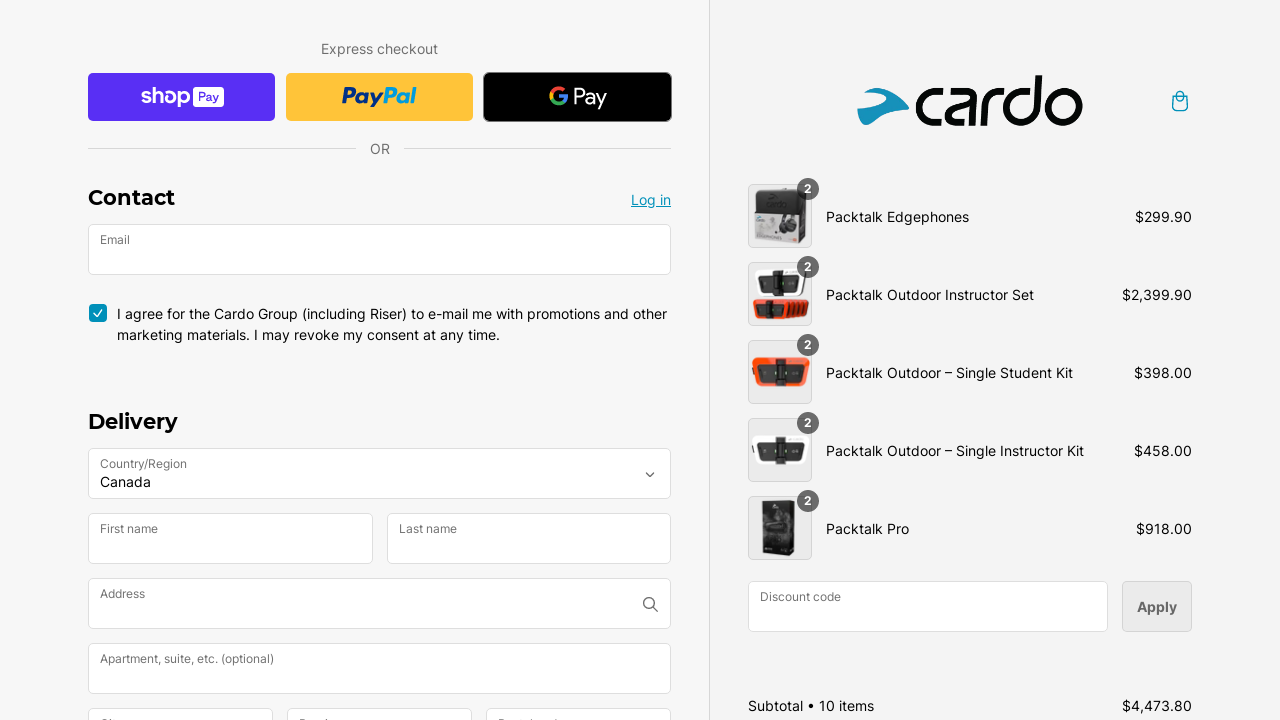 Express checkout
shop Pay
PayPal
G Pay
OR
Contact
Log in
Email
I agree for the Cardo Group (including Riser) to e-mail me with promotions and other
marketing materials. I may revoke my consent at any time.
Delivery
Country/Region
Canada
First name
Last name
Address
Apartment, suite, etc. (optional)
cardo
2
Packtalk Edgephones
$299.90
2
Packtalk Outdoor Instructor Set
$2,399.90
2
Packtalk Outdoor – Single Student Kit
$398.00
2
Packtalk Outdoor – Single Instructor Kit
$458.00
2
Packtalk Pro
$918.00
Discount code
Apply
Subtotal • 10 items
$4,473.80